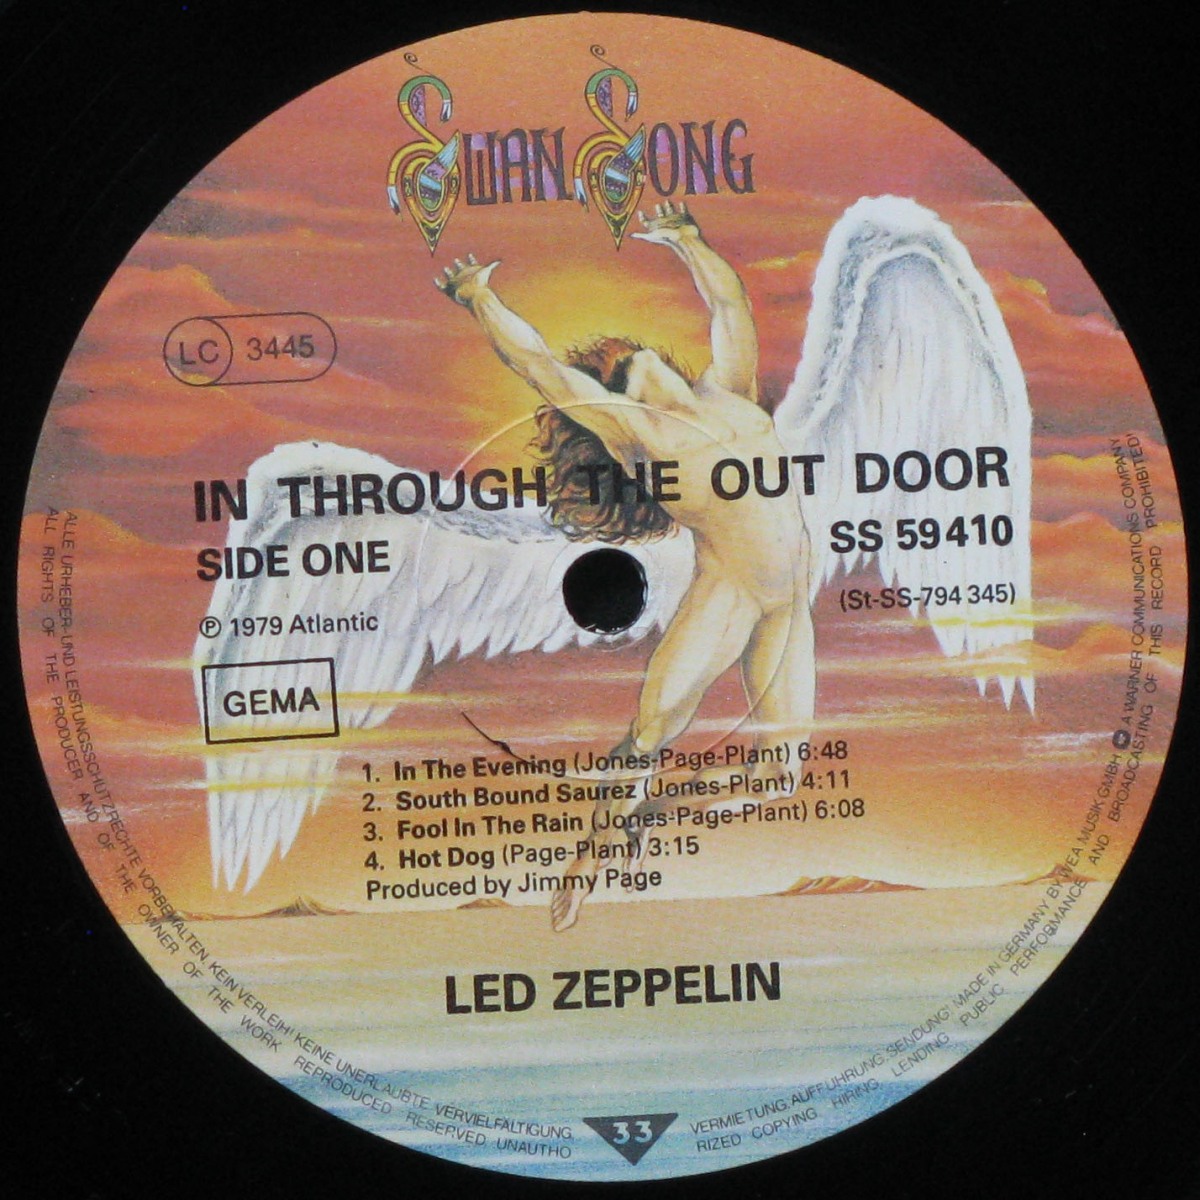 SWAN SONG
LC 3445
IN THROUGH THE OUT DOOR
SIDE ONE
SS 59 410
(St-SS-794 345)
℗ 1979 Atlantic
GEMA
1. In The Evening (Jones-Page-Plant) 6:48
2. South Bound Saurez (Jones-Plant) 4:11
3. Fool In The Rain (Jones-Page-Plant) 6:08
4. Hot Dog (Page-Plant) 3:15
Produced by Jimmy Page
LED ZEPPELIN
33
ALLE URHEBER- UND LEISTUNGSSCHUTZRECHTE VORBEHALTEN. KEIN VERLEIH! KEINE UNERLAUBTE VERVIELFÄLTIGUNG, VERMIETUNG, AUFFÜHRUNG, SENDUNG! MADE IN GERMANY BY WEA MUSIK GMBH A WARNER COMMUNICATIONS COMPANY
ALL RIGHTS OF THE PRODUCER AND OF THE OWNER OF THE WORK REPRODUCED RESERVED UNAUTHORIZED COPYING HIRING, LENDING PUBLIC PERFORMANCE AND BROADCASTING OF THIS RECORD PROHIBITED!